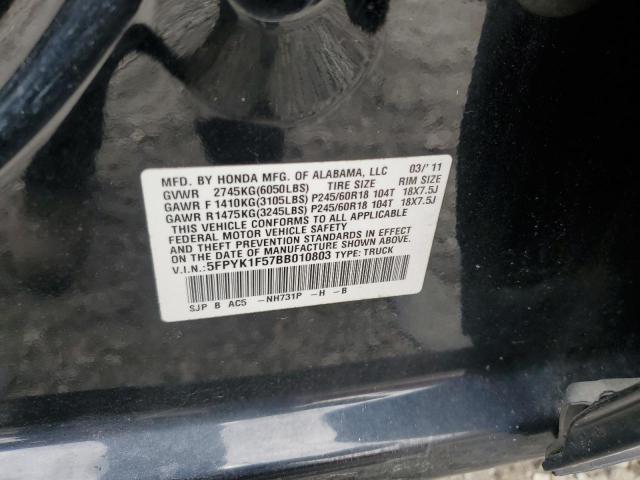 MFD. BY HONDA MFG. OF ALABAMA, LLC 03/'11
GVWR 2745KG(6050LBS) TIRE SIZE RIM SIZE
GAWR F 1410KG(3105LBS) P245/60R18 104T 18X7.5J
GAWR R 1475KG(3245LBS) P245/60R18 104T 18X7.5J
THIS VEHICLE CONFORMS TO ALL APPLICABLE
FEDERAL MOTOR VEHICLE SAFETY
AND THEFT PREVENTION STANDARDS IN EFFECT
ON THE DATE OF MANUFACTURE SHOWN ABOVE.
V.I.N.: 5FPYK1F57BB010803 TYPE: TRUCK
SJP B AC5 -NH731P -H -B